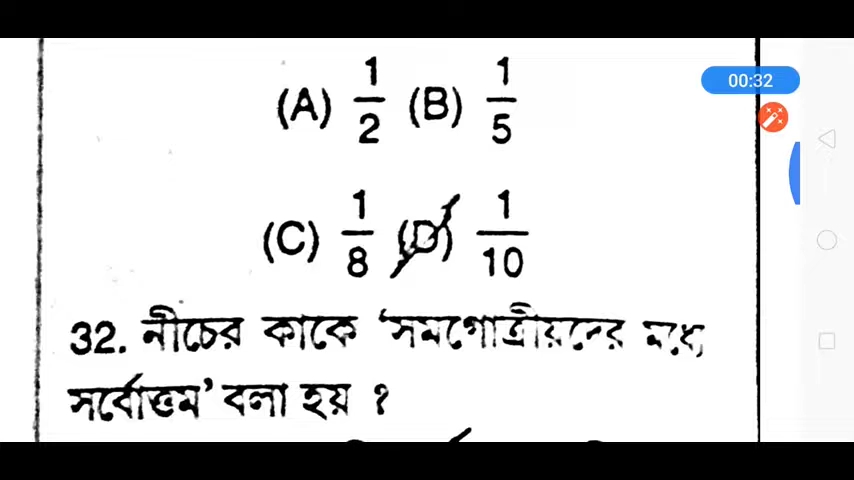 (A) 1/2 (B) 1/5
00:32
(C) 1/8 (D) 1/10
32. নীচের কাকে 'সমগোত্রীয়দের মধ্যে
সর্বোত্তম' বলা হয় ?